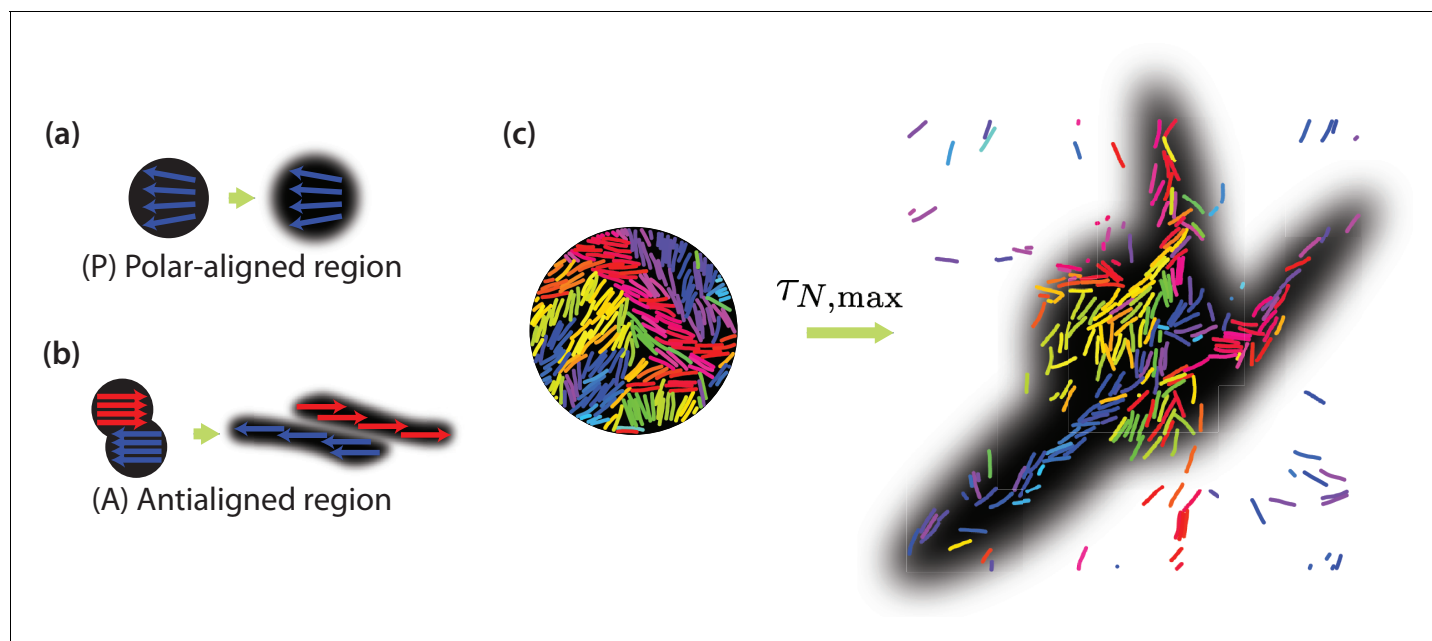 (a)
(P) Polar-aligned region
(b)
(A) Antialigned region
(c)
τN,max